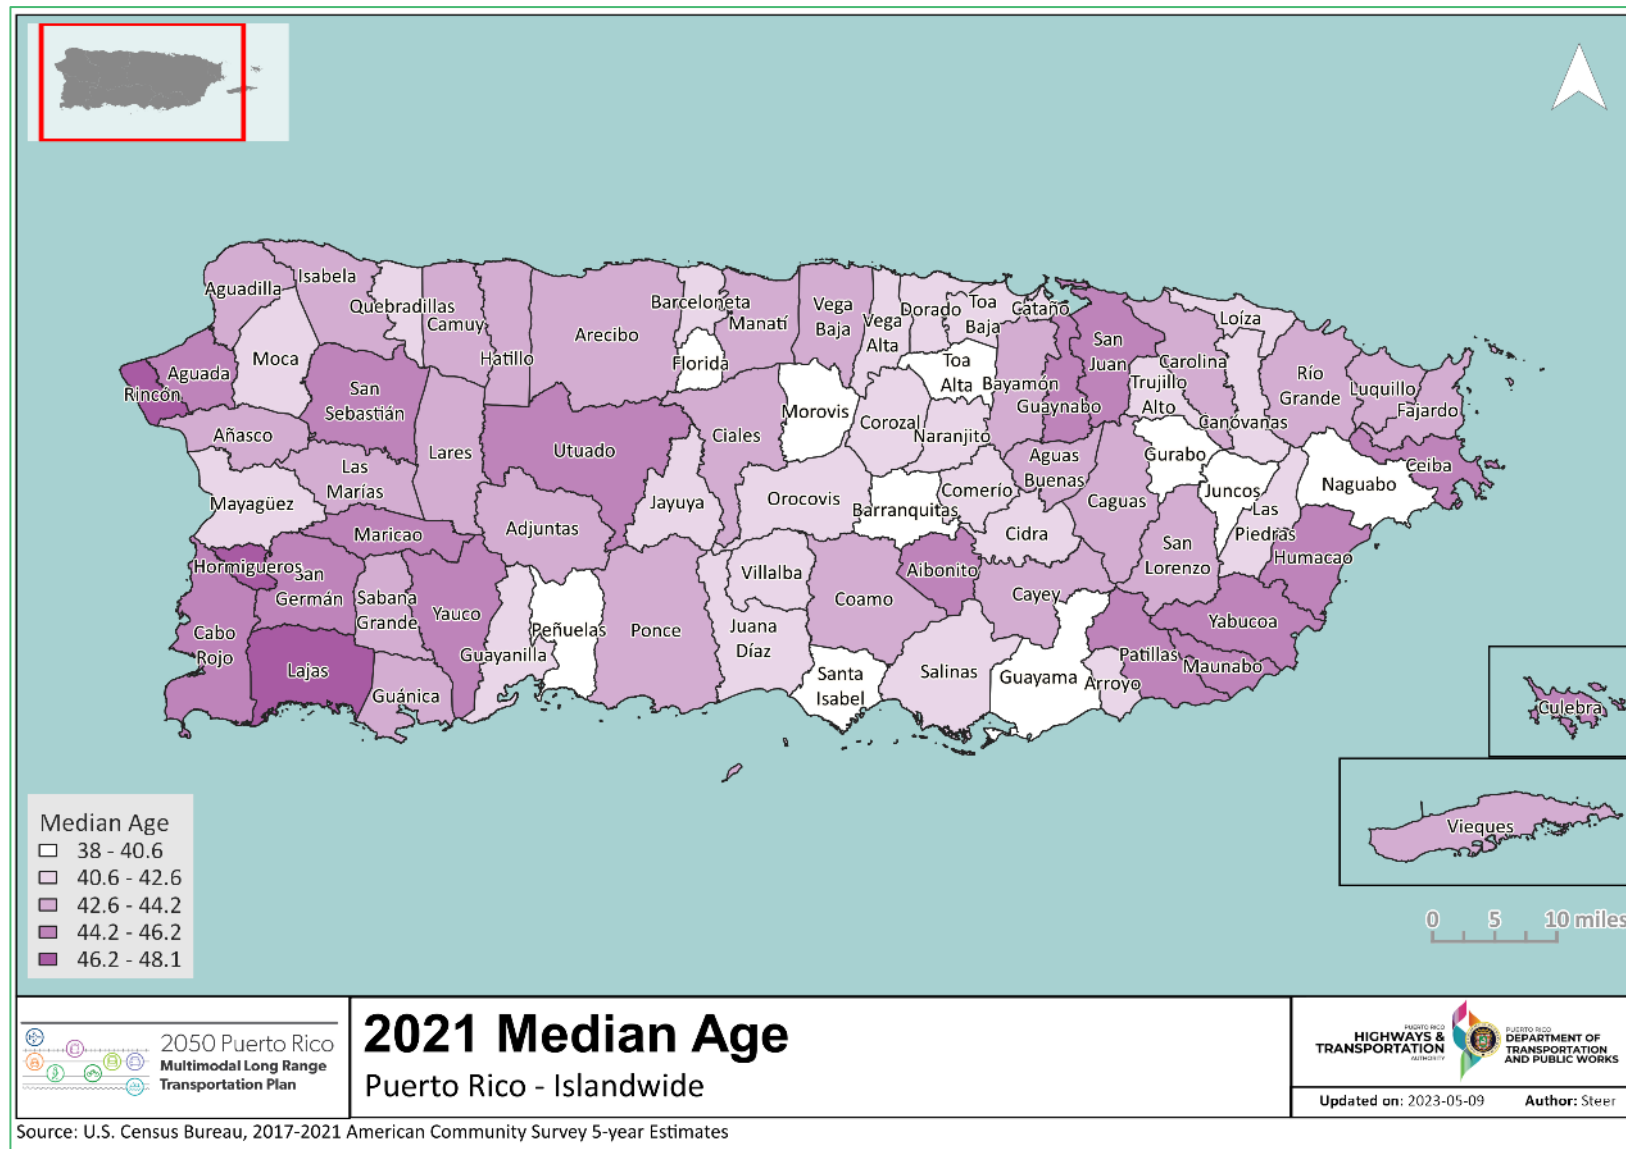 Isabela
Aguadilla
Quebradillas
Camuy
Hatillo
Arecibo
Barceloneta
Manatí
Florida
Vega
Baja
Vega
Alta
Dorado
Toa
Baja
Cataño
Toa
Alta
Bayamón
Guaynabo
San
Juan
Carolina
Trujillo
Alto
Loíza
Canóvanas
Río
Grande
Luquillo
Fajardo
Ceiba
Moca
Aguada
Rincón
San
Sebastián
Añasco
Las
Marías
Lares
Utuado
Ciales
Morovis
Corozal
Naranjito
Aguas
Buenas
Gurabo
Caguas
Juncos
Naguabo
Las
Piedras
Humacao
Mayagüez
Maricao
Adjuntas
Jayuya
Orocovis
Barranquitas
Comerío
Cidra
San
Lorenzo
Hormigueros
San
Germán
Sabana
Grande
Yauco
Guayanilla
Peñuelas
Ponce
Villalba
Juana
Díaz
Coamo
Aibonito
Cayey
Yabucoa
Cabo
Rojo
Lajas
Guánica
Santa
Isabel
Salinas
Guayama
Arroyo
Patillas
Maunabo
Culebra
Vieques
Median Age
38 - 40.6
40.6 - 42.6
42.6 - 44.2
44.2 - 46.2
46.2 - 48.1
0 5 10 miles
2050 Puerto Rico
Multimodal Long Range
Transportation Plan
2021 Median Age
Puerto Rico - Islandwide
PUERTO RICO
HIGHWAYS &
TRANSPORTATION
AUTHORITY
PUERTO RICO
DEPARTMENT OF
TRANSPORTATION
AND PUBLIC WORKS
Updated on: 2023-05-09 Author: Steer
Source: U.S. Census Bureau, 2017-2021 American Community Survey 5-year Estimates